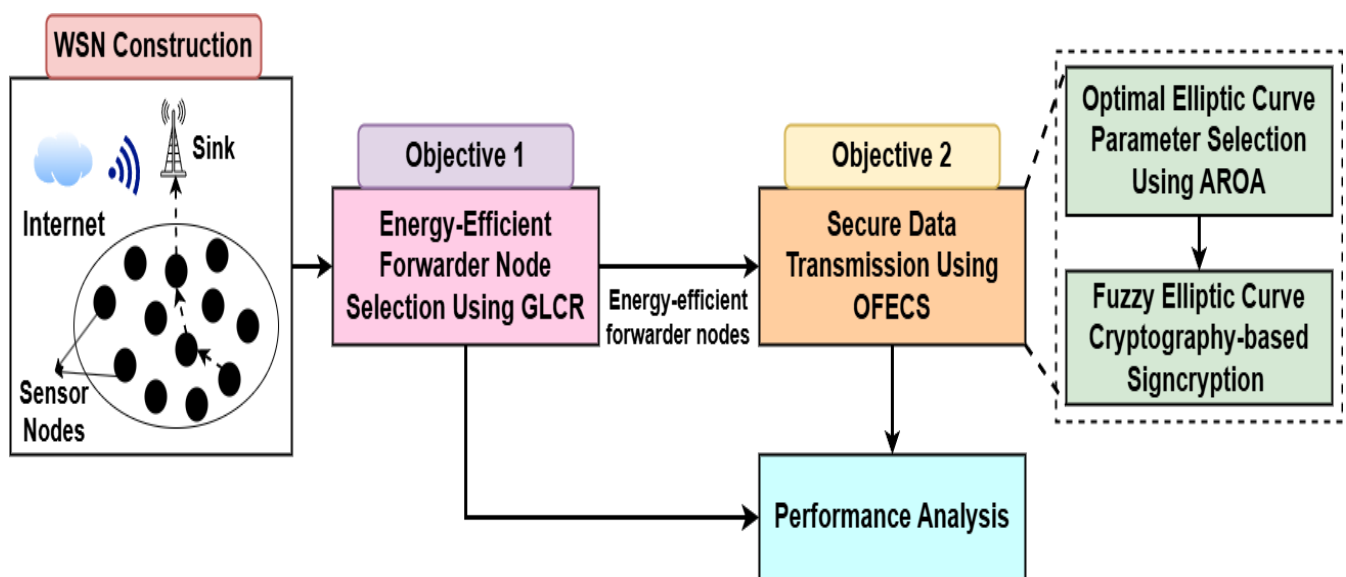 WSN Construction
Sink
Internet
Sensor
Nodes
Objective 1
Energy-Efficient
Forwarder Node
Selection Using GLCR
Energy-efficient
forwarder nodes
Objective 2
Secure Data
Transmission Using
OFECS
Optimal Elliptic Curve
Parameter Selection
Using AROA
Fuzzy Elliptic Curve
Cryptography-based
Signcryption
Performance Analysis